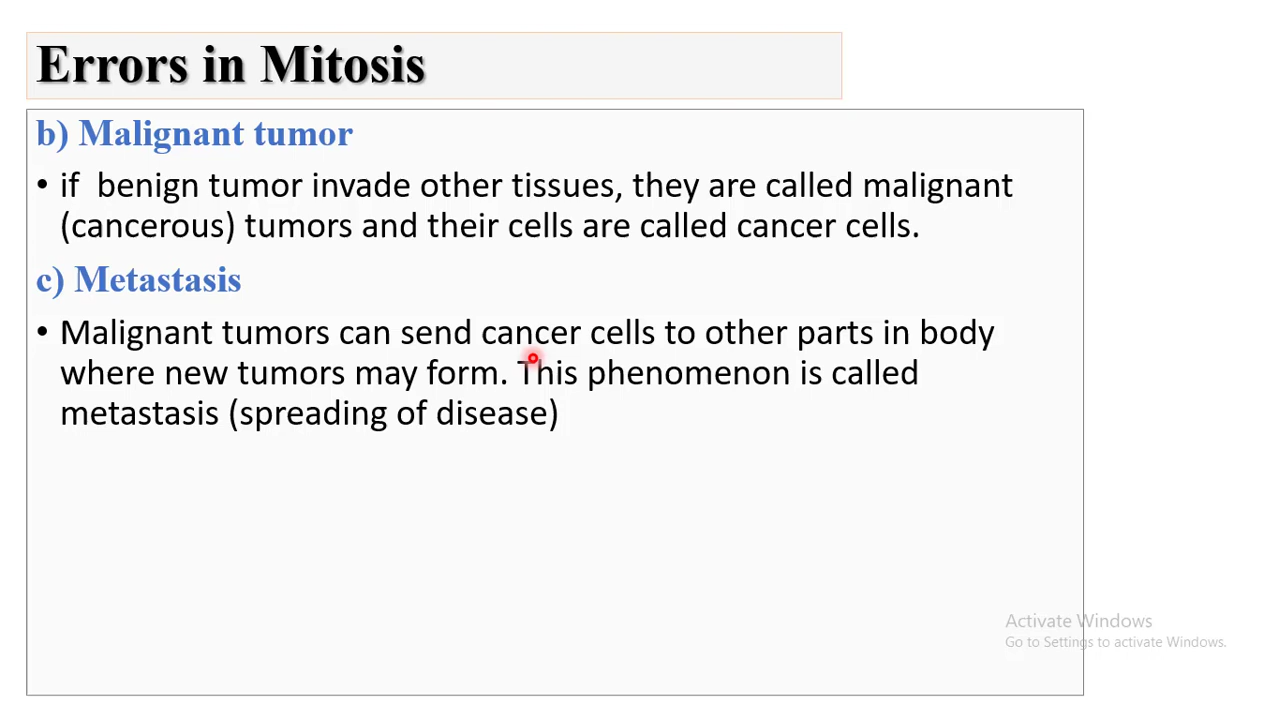 Errors in Mitosis
b) Malignant tumor
• if  benign tumor invade other tissues, they are called malignant
(cancerous) tumors and their cells are called cancer cells.
c) Metastasis
• Malignant tumors can send cancer cells to other parts in body
where new tumors may form. This phenomenon is called
metastasis (spreading of disease)
Activate Windows
Go to Settings to activate Windows.